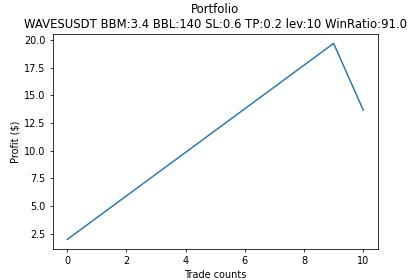 Portfolio
WAVESUSDT BBM:3.4 BBL:140 SL:0.6 TP:0.2 lev:10 WinRatio:91.0
20.0
17.5
15.0
12.5
10.0
7.5
5.0
2.5
Profit ($)
0 2 4 6 8 10
Trade counts